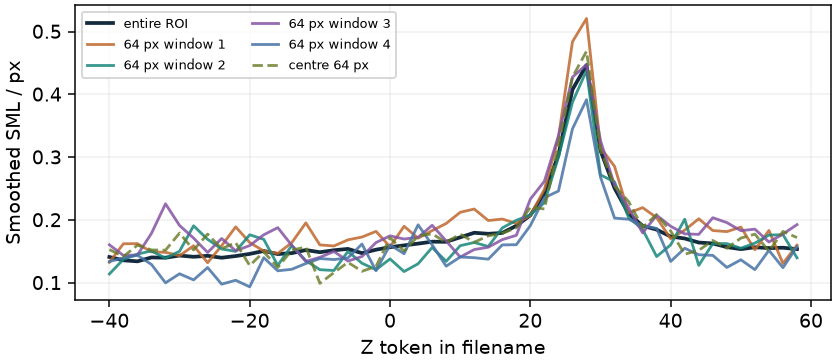 Smoothed SML / px
0.5
0.4
0.3
0.2
0.1
entire ROI
64 px window 1
64 px window 2
64 px window 3
64 px window 4
centre 64 px
−40
−20
0
20
40
60
Z token in filename